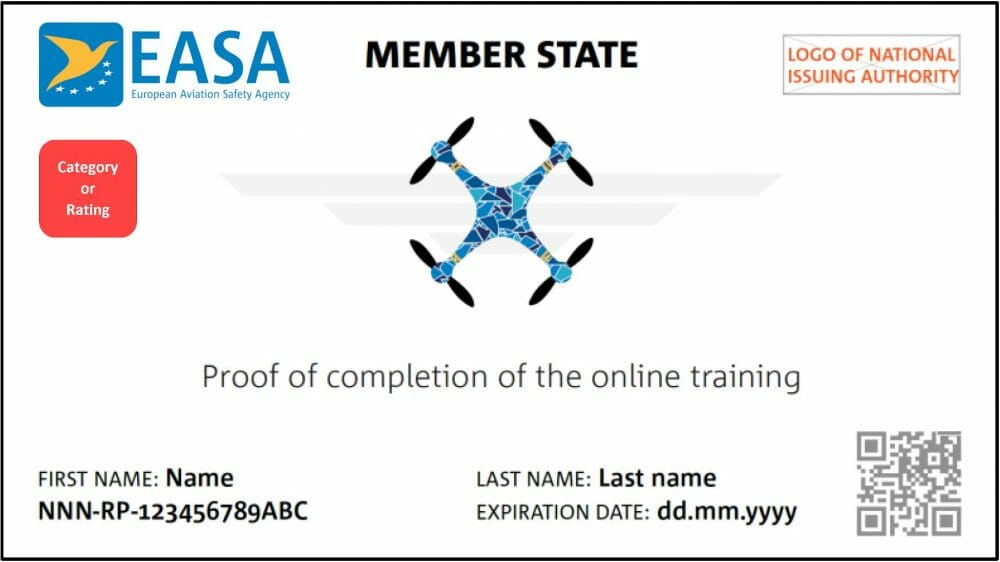 EASA
European Aviation Safety Agency
MEMBER STATE
LOGO OF NATIONAL
ISSUING AUTHORITY
Category
or
Rating
Proof of completion of the online training
FIRST NAME: Name
LAST NAME: Last name
NNN-RP-123456789ABC
EXPIRATION DATE: dd.mm.yyyy